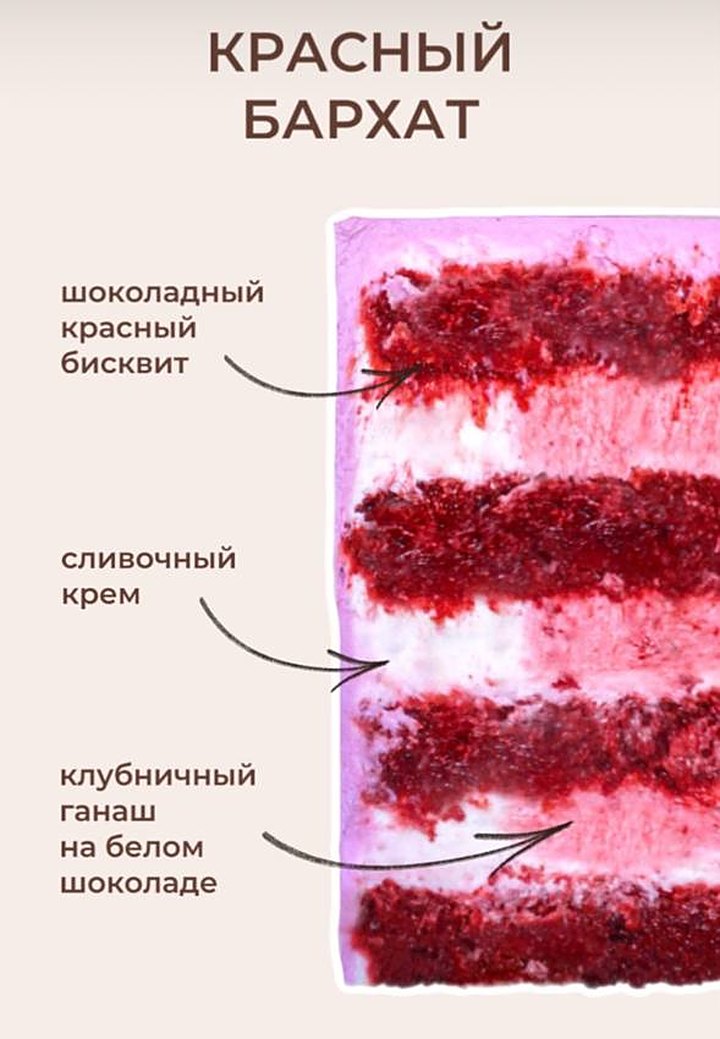 КРАСНЫЙ
БАРХАТ
шоколадный
красный
бисквит
сливочный
крем
клубничный
ганаш
на белом
шоколаде